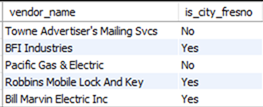 vendor_name is_city_fresno
Towne Advertiser's Mailing Svcs No
BFI Industries Yes
Pacific Gas & Electric No
Robbins Mobile Lock And Key Yes
Bill Marvin Electric Inc Yes